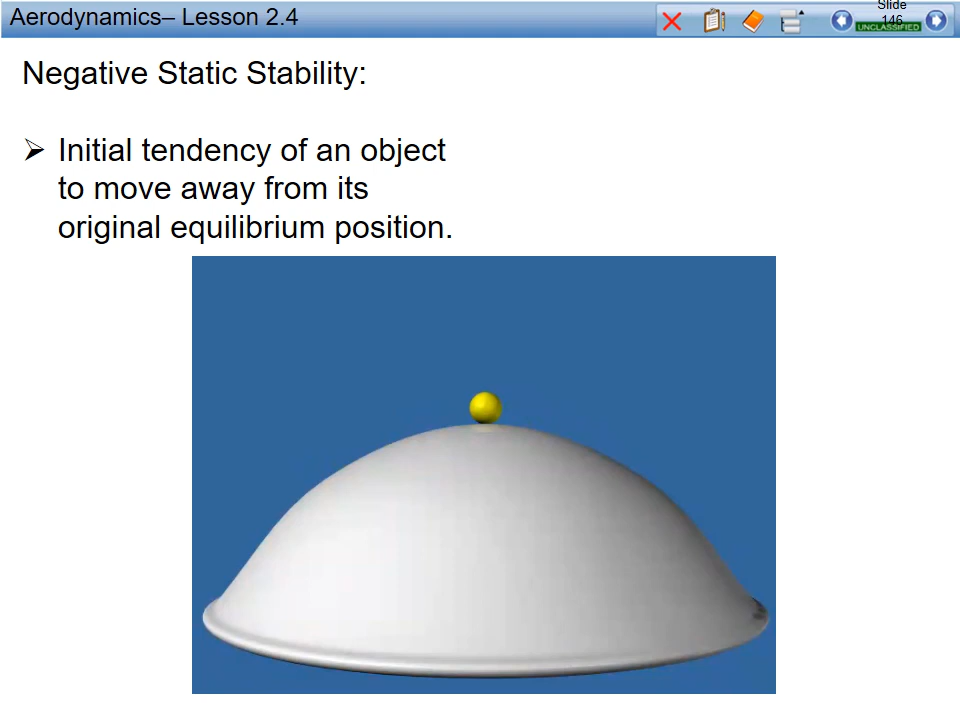 Aerodynamics– Lesson 2.4
Slide
146
UNCLASSIFIED
Negative Static Stability:
➢ Initial tendency of an object
to move away from its
original equilibrium position.